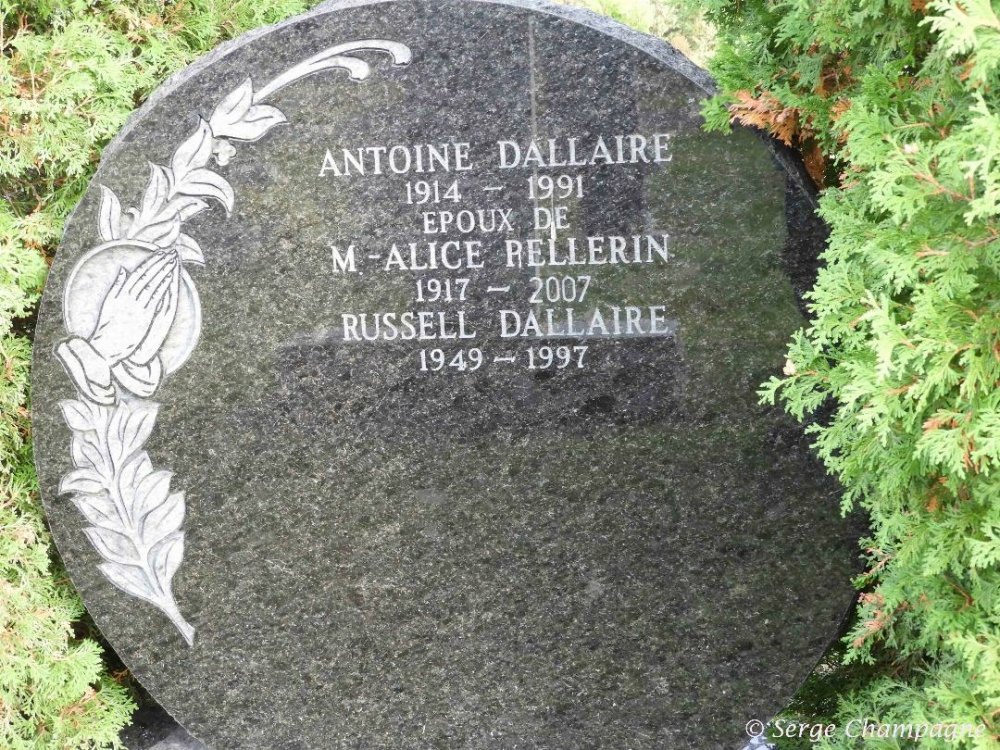 ANTOINE DALLAIRE
1914 - 1991
EPOUX DE
M-ALICE PELLERIN
1917 - 2007
RUSSELL DALLAIRE
1949 - 1997
©Serge Champagne